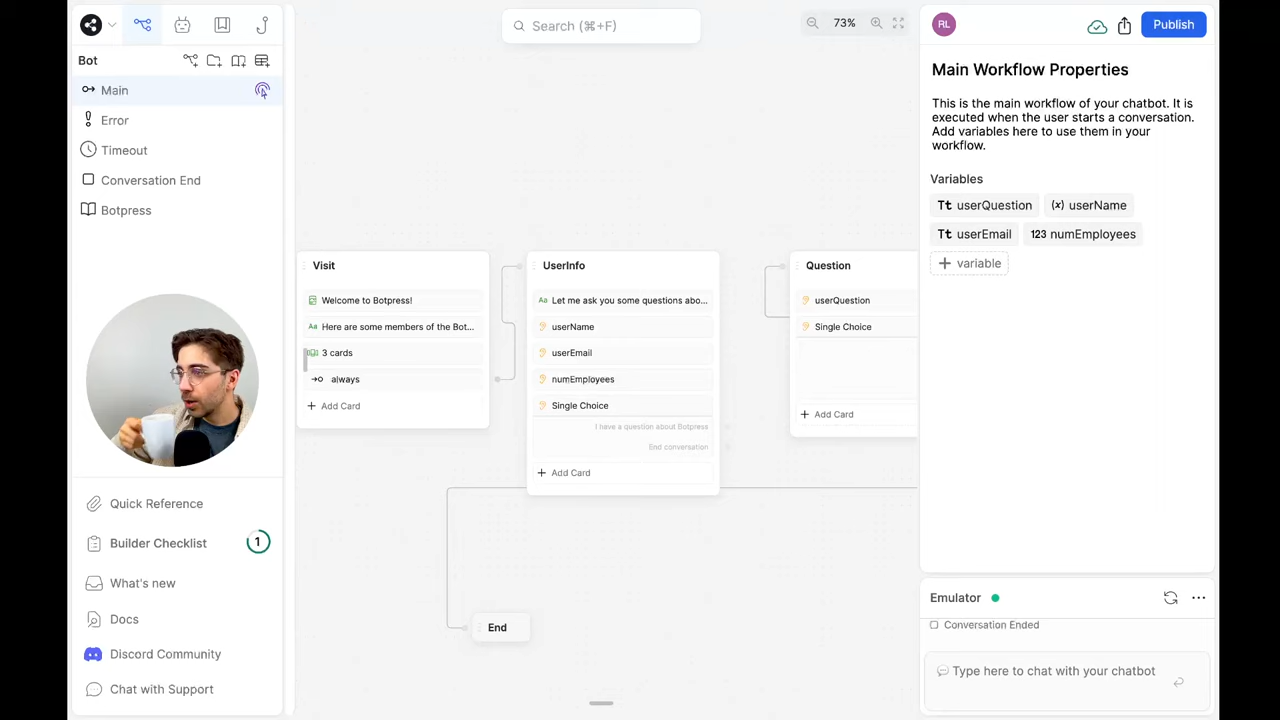 Search (⌘+F)
73%
RL
Publish
Bot
Main
Error
Timeout
Conversation End
Botpress
Quick Reference
Builder Checklist
1
What's new
Docs
Discord Community
Chat with Support
Visit
Welcome to Botpress!
Aa Here are some members of the Bot...
3 cards
always
+ Add Card
UserInfo
Aa Let me ask you some questions abo...
userName
userEmail
numEmployees
Single Choice
I have a question about Botpress
End conversation
+ Add Card
Question
userQuestion
Single Choice
+ Add Card
End
Main Workflow Properties
This is the main workflow of your chatbot. It is
executed when the user starts a conversation.
Add variables here to use them in your
workflow.
Variables
Tt userQuestion (x) userName
Tt userEmail 123 numEmployees
+ variable
Emulator
Conversation Ended
Type here to chat with your chatbot